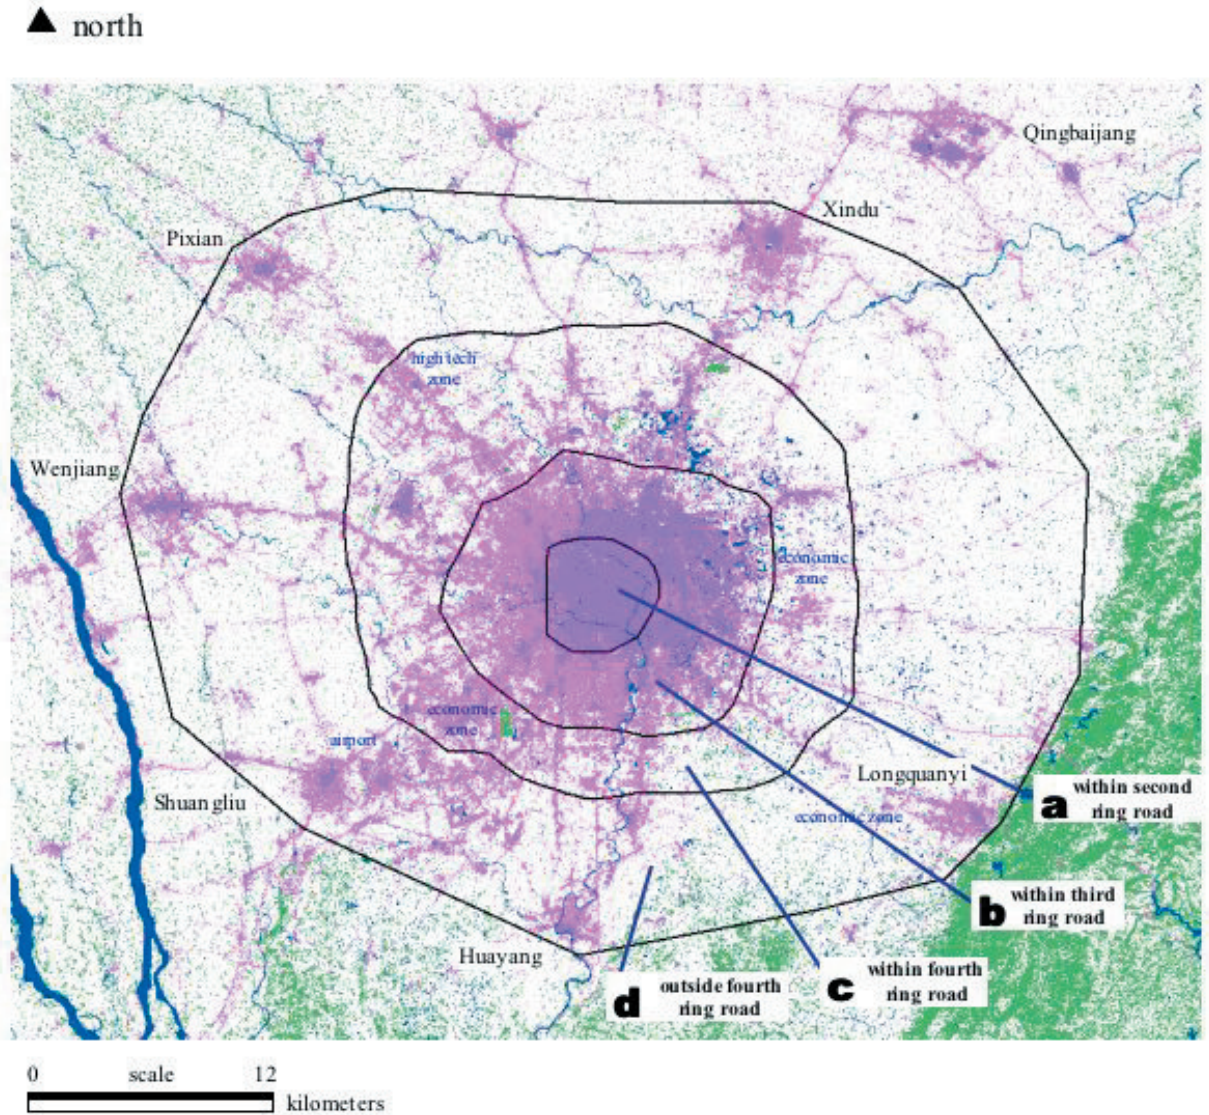 north
Qingbaijang
Xindu
Pixian
high tech
zone
Wenjiang
economic
zone
economic
zone
airport
Longquanyi
Shuangliu
economic zone
a within second
ring road
b within third
ring road
Huayang
c within fourth
ring road
d outside fourth
ring road
0 scale 12
kilometers